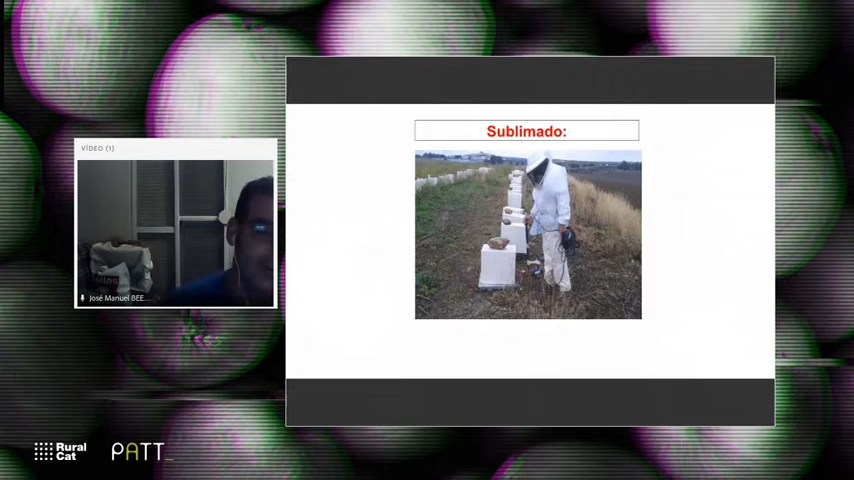 VÍDEO (1)
José Manuel BEE...
Sublimado:
Rural
Cat
PATT_